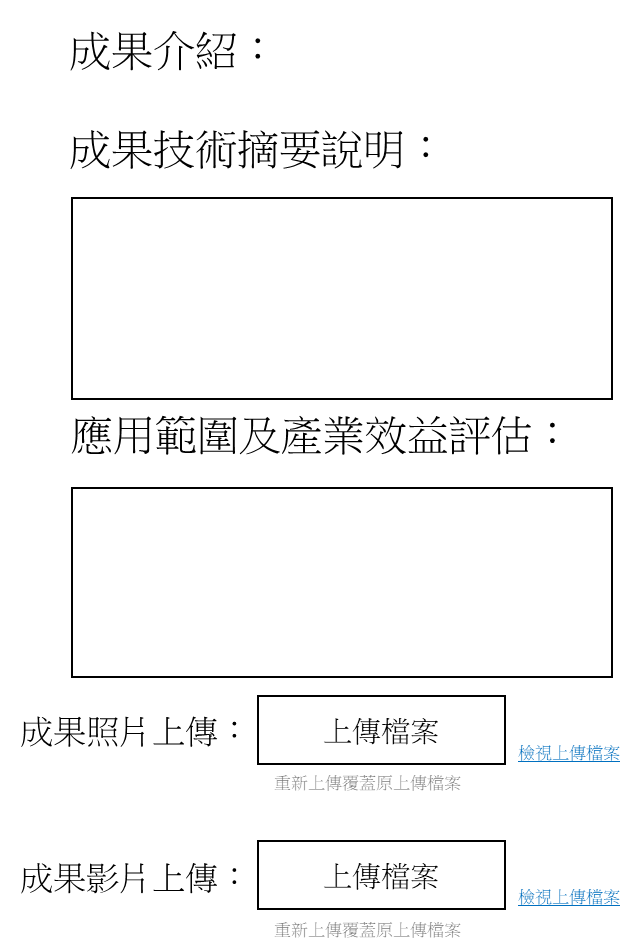 成果介紹：
成果技術摘要說明：
應用範圍及產業效益評估：
成果照片上傳：
上傳檔案
檢視上傳檔案
重新上傳覆蓋原上傳檔案
成果影片上傳：
上傳檔案
檢視上傳檔案
重新上傳覆蓋原上傳檔案